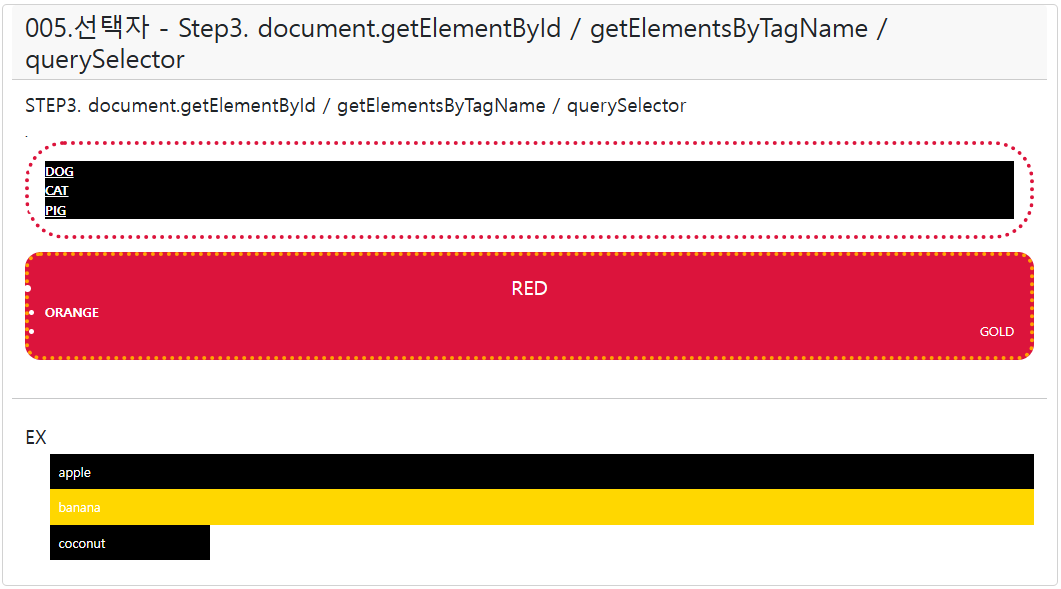 005.선택자 - Step3. document.getElementById / getElementsByTagName /
querySelector
STEP3. document.getElementById / getElementsByTagName / querySelector
.
DOG
CAT
PIG
RED
ORANGE
GOLD
EX
apple
banana
coconut